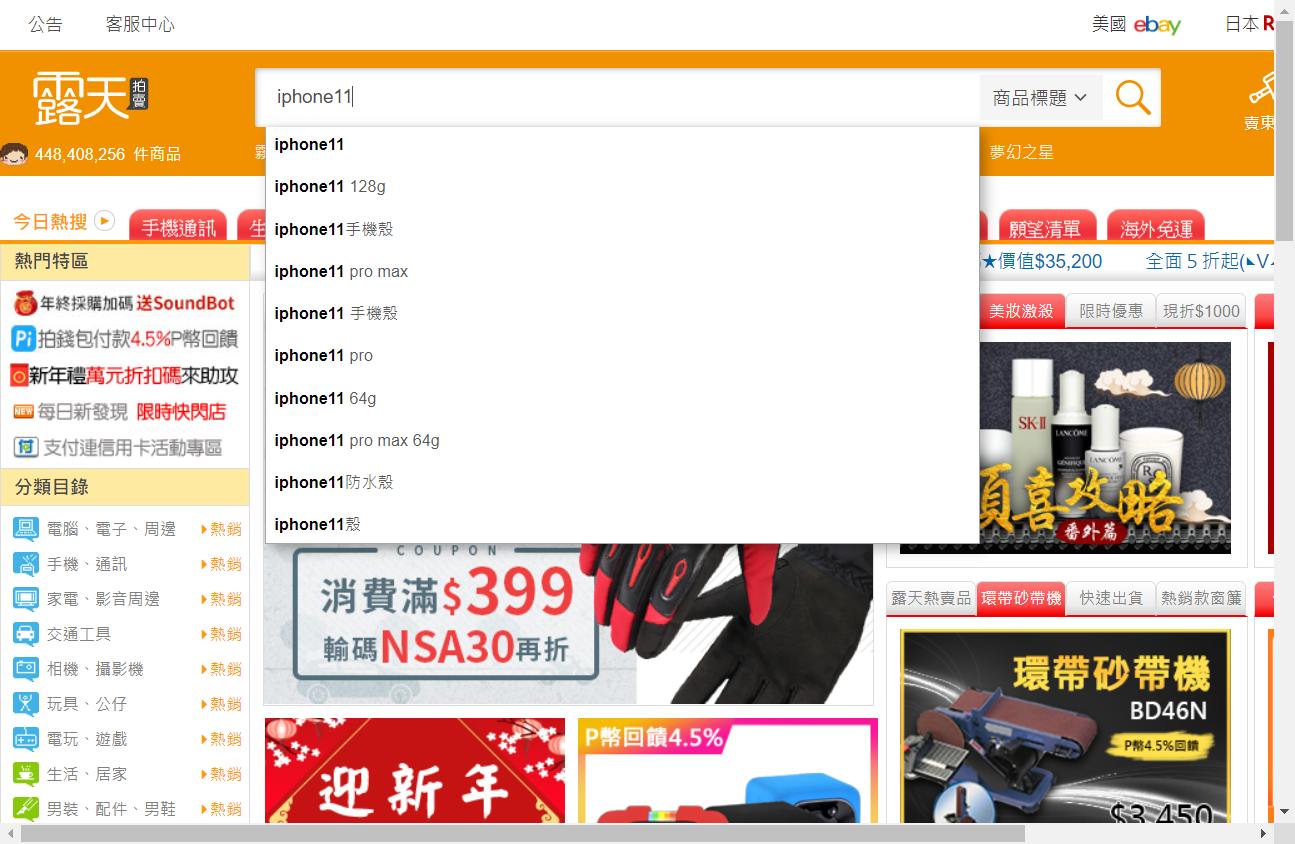 公告
客服中心
美國 ebay
日本
露天
拍賣
iphone11
商品標題
448,408,256 件商品
夢幻之星
iphone11
iphone11 128g
iphone11手機殼
iphone11 pro max
iphone11 手機殼
iphone11 pro
iphone11 64g
iphone11 pro max 64g
iphone11防水殼
iphone11殼
今日熱搜
手機通訊
願望清單
海外免運
熱門特區
★價值$35,200
全面 5 折起
年終採購加碼 送SoundBot
Pi 拍錢包付款4.5%P幣回饋
新年禮萬元折扣碼來助攻
NEW 每日新發現 限時快閃店
支付連信用卡活動專區
分類目錄
電腦、電子、周邊 熱銷
手機、通訊 熱銷
家電、影音周邊 熱銷
交通工具 熱銷
相機、攝影機 熱銷
玩具、公仔 熱銷
電玩、遊戲 熱銷
生活、居家 熱銷
男裝、配件、男鞋 熱銷
美妝激殺
限時優惠
現折$1000
SK-II
LANCÔME
LANCÔME
喜攻略
番外篇
COUPON
消費滿$399
輸碼NSA30再折
露天熱賣品
環帶砂帶機
快速出貨
熱銷款窗簾
環帶砂帶機
BD46N
P幣4.5%回饋
$3,450
迎新年
P幣回饋4.5%